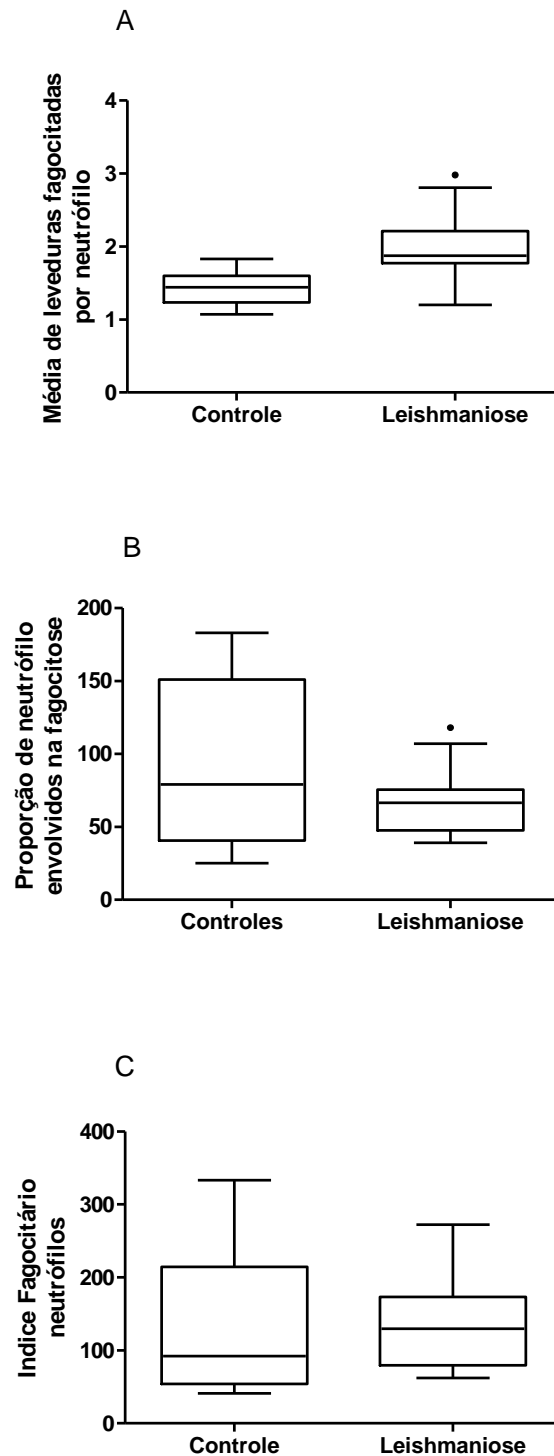 A
Média de leveduras fagocitadas
por neutrófilo
4
3
2
1
0
Controle
Leishmaniose
B
Proporção de neutrófilo
envolvidos na fagocitose
200
150
100
50
0
Controles
Leishmaniose
C
Indice Fagocitário
neutrófilos
400
300
200
100
0
Controle
Leishmaniose